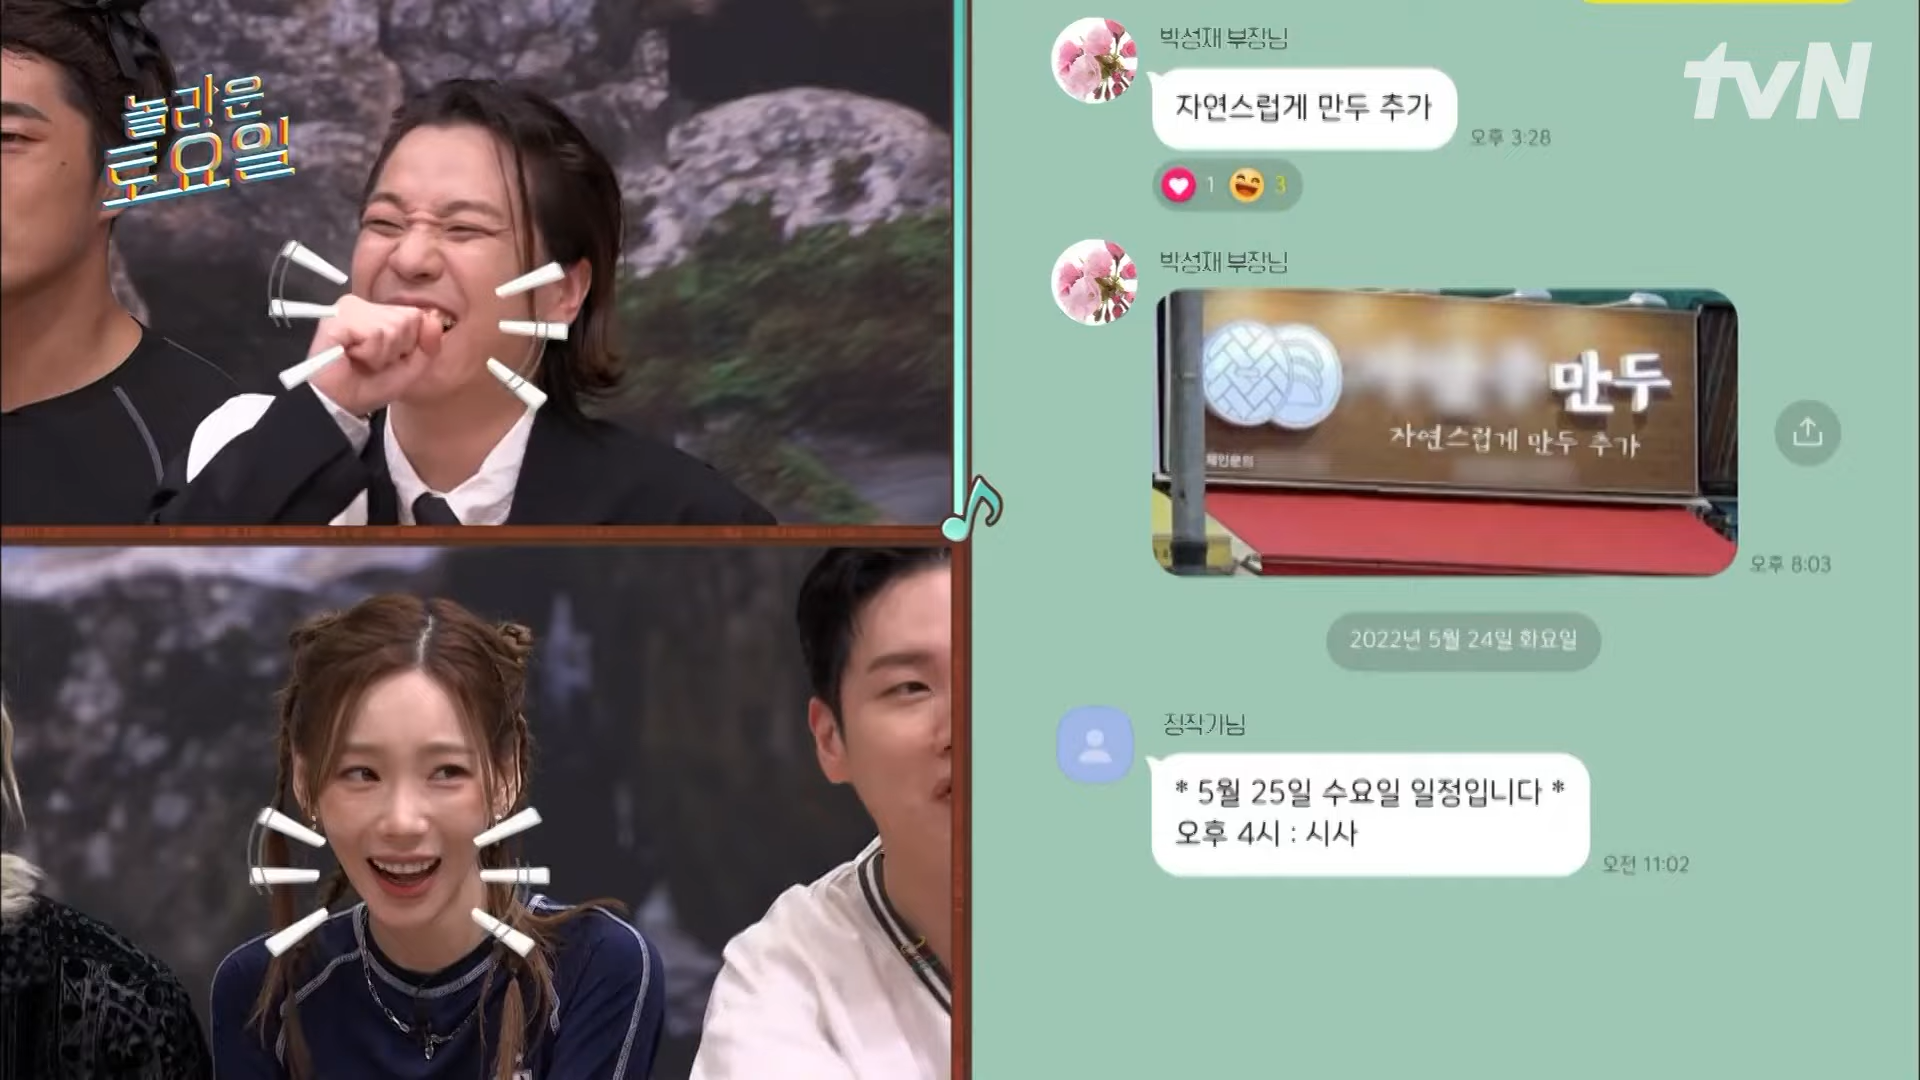 놀라운
토요일
tvN
박성재 부장님
자연스럽게 만두 추가
오후 3:28
1 3
박성재 부장님
만두
자연스럽게 만두 추가
체인문의
오후 8:03
2022년 5월 24일 화요일
정작가님
* 5월 25일 수요일 일정입니다 *
오후 4시 : 시사
오전 11:02